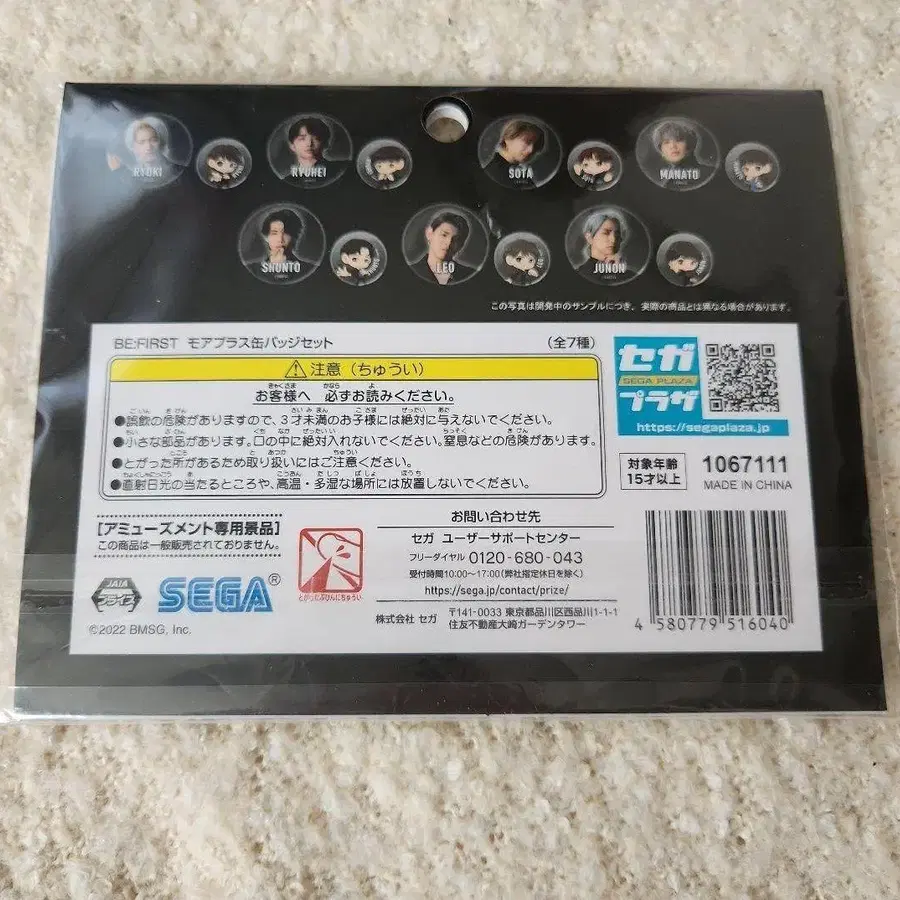 RYOKI RYUHEI SOTA MANATO
SHUNTO LEO JUNON
この写真は開発中のサンプルにつき、実際の商品とは異なる場合があります。
BE:FIRST モアプラス缶バッジセット (全7種)
注意(ちゅうい)
お客様へ 必ずお読みください。
●誤飲の危険がありますので、3才未満のお子様には絶対に与えないでください。
●小さな部品があります。口の中に絶対入れないでください。窒息などの危険があります。
●とがった所があるため取り扱いにはご注意ください。
●直射日光の当たるところや、高温・多湿な場所には放置しないでください。
セガ
SEGA PLAZA
プラザ
https://segaplaza.jp
対象年齢
15才以上
1067111
MADE IN CHINA
[アミューズメント専用景品]
この商品は一般販売されておりません。
JAIA
プライズ
SEGA®
とがったぶひんにちゅうい
©2022 BMSG, Inc.
お問い合わせ先
セガ ユーザーサポートセンター
フリーダイヤル 0120-680-043
受付時間10:00~17:00(弊社指定休日を除く)
https://sega.jp/contact/prize/
株式会社 セガ 〒141-0033 東京都品川区西品川1-1-1
住友不動産大崎ガーデンタワー
4 580779 516040